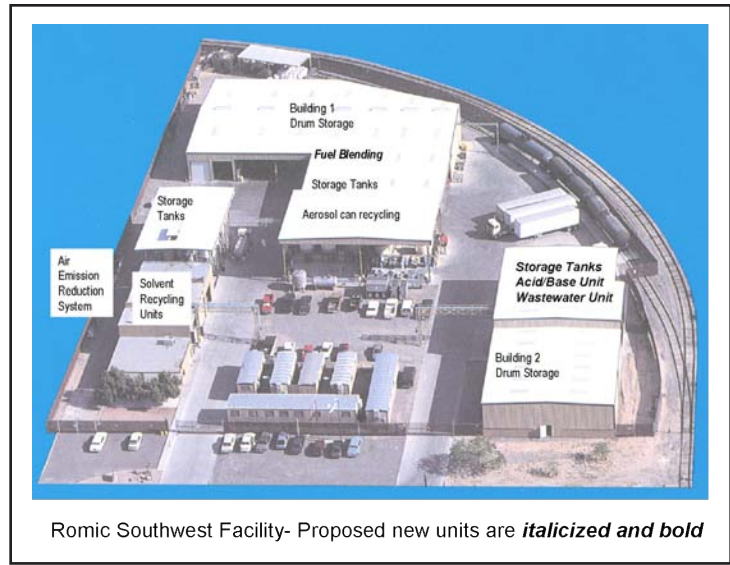 Building 1
Drum Storage
Fuel Blending
Storage Tanks
Aerosol can recycling
Storage
Tanks
Air
Emission
Reduction
System
Solvent
Recycling
Units
Storage Tanks
Acid/Base Unit
Wastewater Unit
Building 2
Drum Storage
Romic Southwest Facility- Proposed new units are italicized and bold